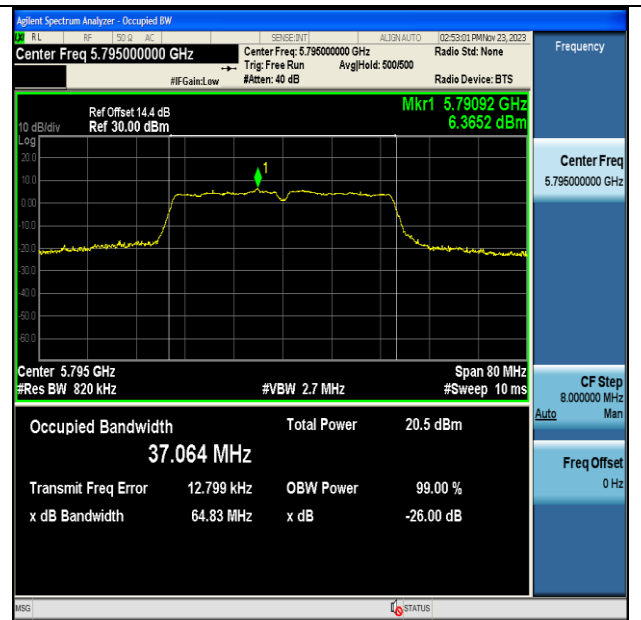 Agilent Spectrum Analyzer - Occupied BW
RL RF 50 Ω AC SENSE:INT ALIGN AUTO 02:53:01 PM Nov 23, 2023
Center Freq 5.795000000 GHz
Center Freq: 5.795000000 GHz
Radio Std: None
Trig: Free Run Avg|Hold: 500/500
#IFGain:Low #Atten: 40 dB Radio Device: BTS
Frequency
Ref Offset 14.4 dB
10 dB/div Ref 30.00 dBm
Mkr1 5.79092 GHz
6.3652 dBm
Log
20.0
10.0
0.00
-10.0
-20.0
-30.0
-40.0
-50.0
-60.0
1
Center 5.795 GHz Span 80 MHz
#Res BW 820 kHz #VBW 2.7 MHz #Sweep 10 ms
Occupied Bandwidth Total Power 20.5 dBm
37.064 MHz
Transmit Freq Error 12.799 kHz OBW Power 99.00 %
x dB Bandwidth 64.83 MHz x dB -26.00 dB
Center Freq
5.795000000 GHz
CF Step
8.000000 MHz
Auto Man
Freq Offset
0 Hz
MSG STATUS